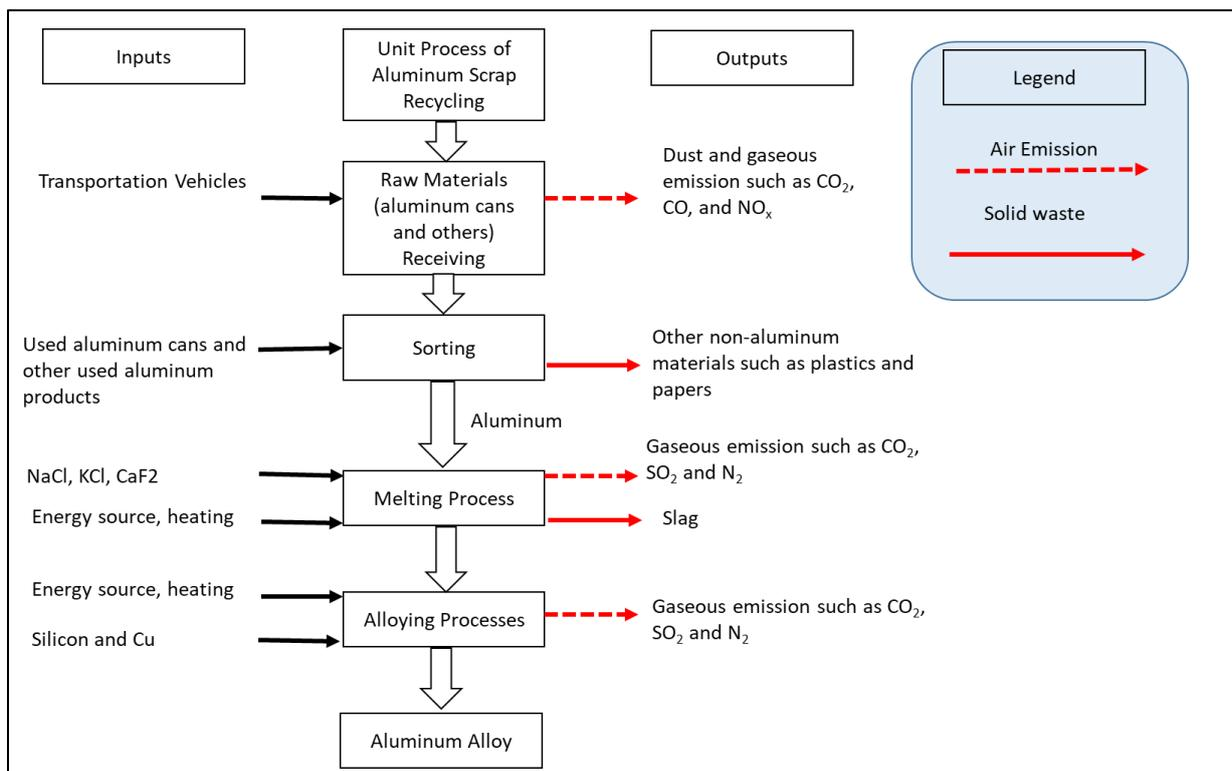 Inputs
Unit Process of
Aluminum Scrap
Recycling
Outputs
Legend
Transportation Vehicles
Raw Materials
(aluminum cans
and others)
Receiving
Dust and gaseous
emission such as CO₂,
CO, and NOₓ
Air Emission
Solid waste
Used aluminum cans and
other used aluminum
products
Sorting
Other non-aluminum
materials such as plastics and
papers
Aluminum
NaCl, KCl, CaF2
Energy source, heating
Melting Process
Gaseous emission such as CO₂,
SO₂ and N₂
Slag
Energy source, heating
Silicon and Cu
Alloying Processes
Gaseous emission such as CO₂,
SO₂ and N₂
Aluminum Alloy